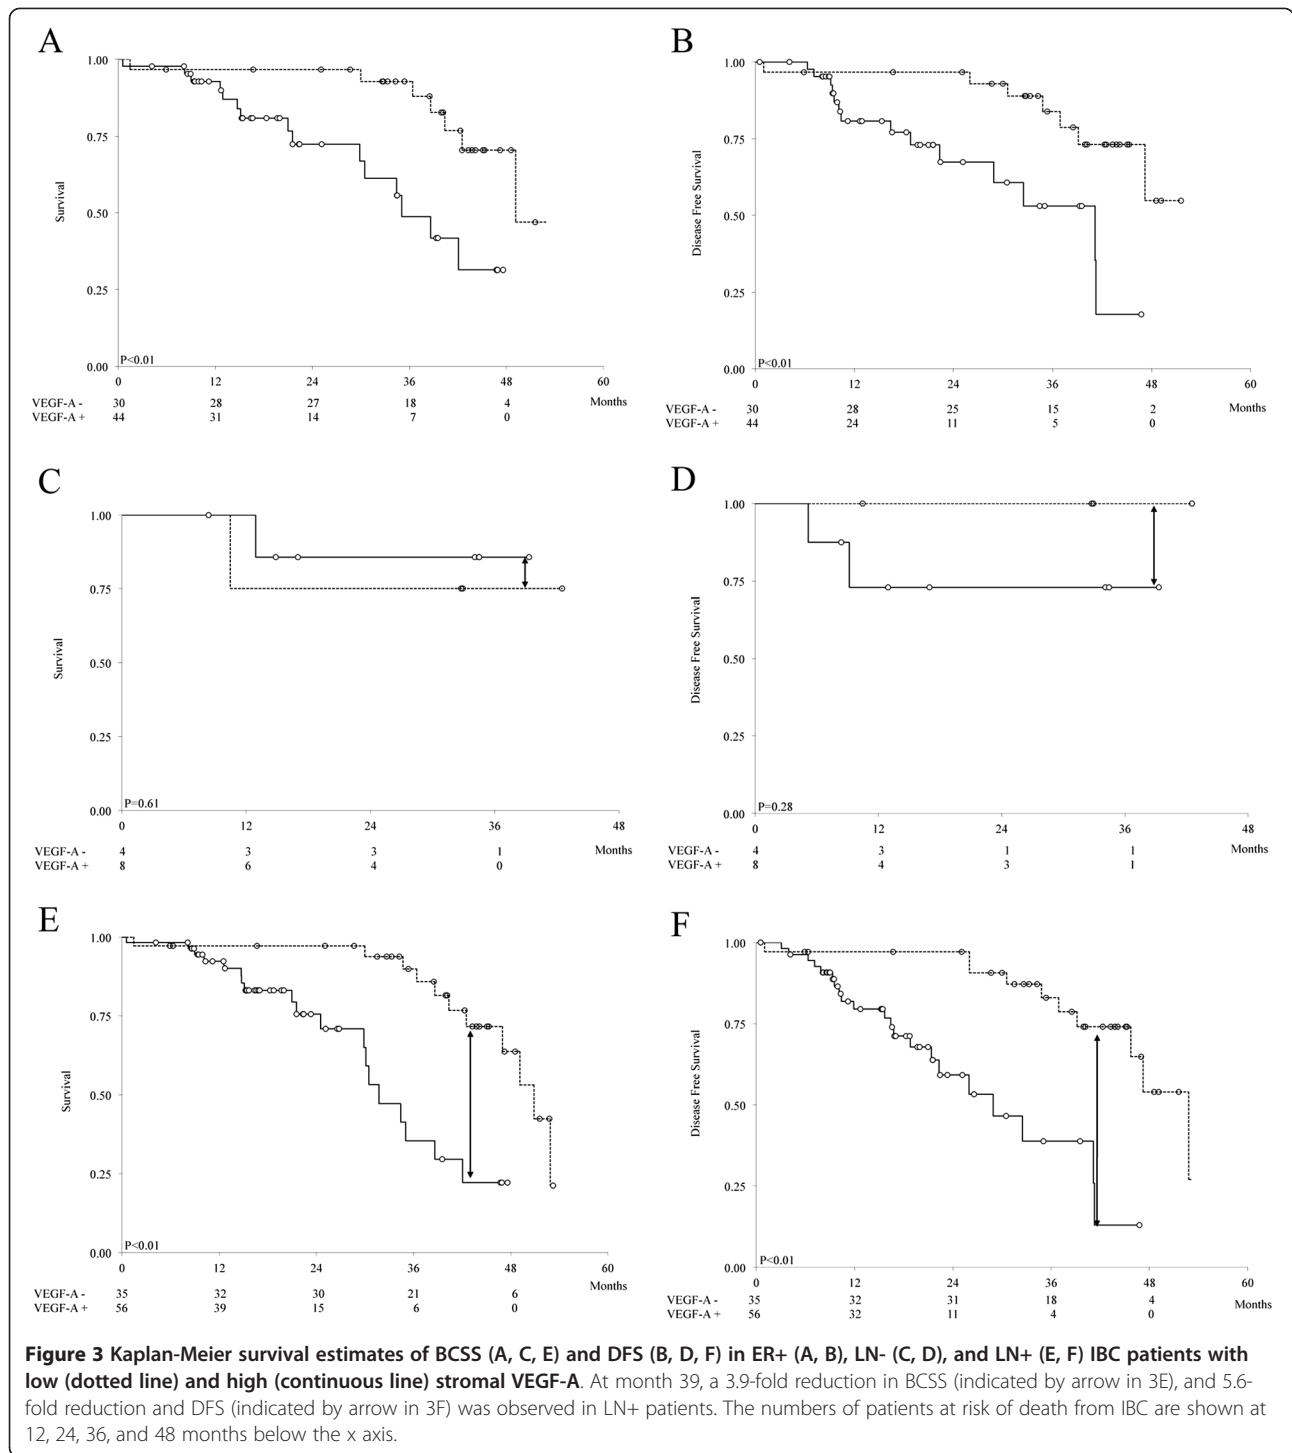 A
1.00
0.75
0.50
0.25
0.00
Survival
P<0.01
0 12 24 36 48 60
Months
VEGF-A - 30 28 27 18 4
VEGF-A + 44 31 14 7 0
B
1.00
0.75
0.50
0.25
0.00
Disease Free Survival
P<0.01
0 12 24 36 48 60
Months
VEGF-A - 30 28 25 15 2
VEGF-A + 44 24 11 5 0
C
1.00
0.75
0.50
0.25
0.00
Survival
P=0.61
0 12 24 36 48
Months
VEGF-A - 4 3 3 1
VEGF-A + 8 6 4 0
D
1.00
0.75
0.50
0.25
0.00
Disease Free Survival
P=0.28
0 12 24 36 48
Months
VEGF-A - 4 3 1 1
VEGF-A + 8 4 3 1
E
1.00
0.75
0.50
0.25
0.00
Survival
P<0.01
0 12 24 36 48 60
Months
VEGF-A - 35 32 30 21 6
VEGF-A + 56 39 15 6 0
F
1.00
0.75
0.50
0.25
0.00
Disease Free Survival
P<0.01
0 12 24 36 48 60
Months
VEGF-A - 35 32 31 18 4
VEGF-A + 56 32 11 4 0
Figure 3 Kaplan-Meier survival estimates of BCSS (A, C, E) and DFS (B, D, F) in ER+ (A, B), LN- (C, D), and LN+ (E, F) IBC patients with
low (dotted line) and high (continuous line) stromal VEGF-A. At month 39, a 3.9-fold reduction in BCSS (indicated by arrow in 3E), and 5.6-
fold reduction and DFS (indicated by arrow in 3F) was observed in LN+ patients. The numbers of patients at risk of death from IBC are shown at
12, 24, 36, and 48 months below the x axis.